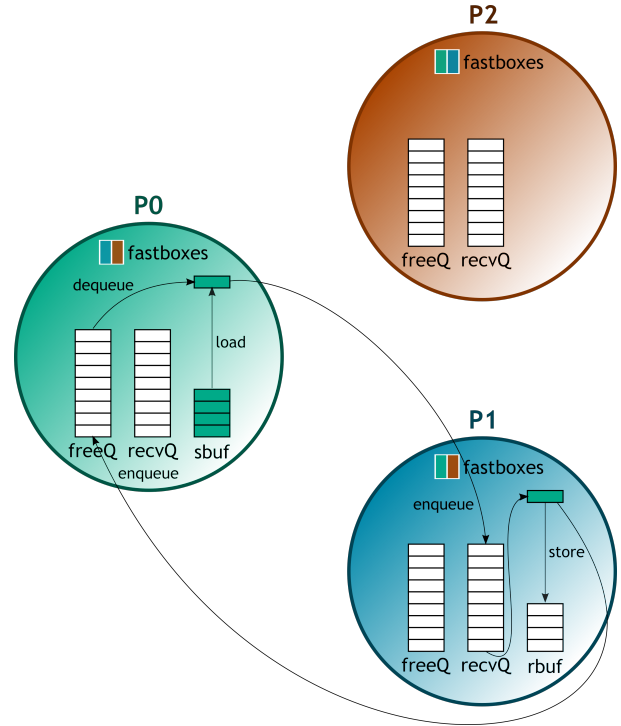 P2
fastboxes
freeQ recvQ
P0
fastboxes
dequeue
load
freeQ recvQ sbuf
enqueue
P1
fastboxes
enqueue
store
freeQ recvQ rbuf